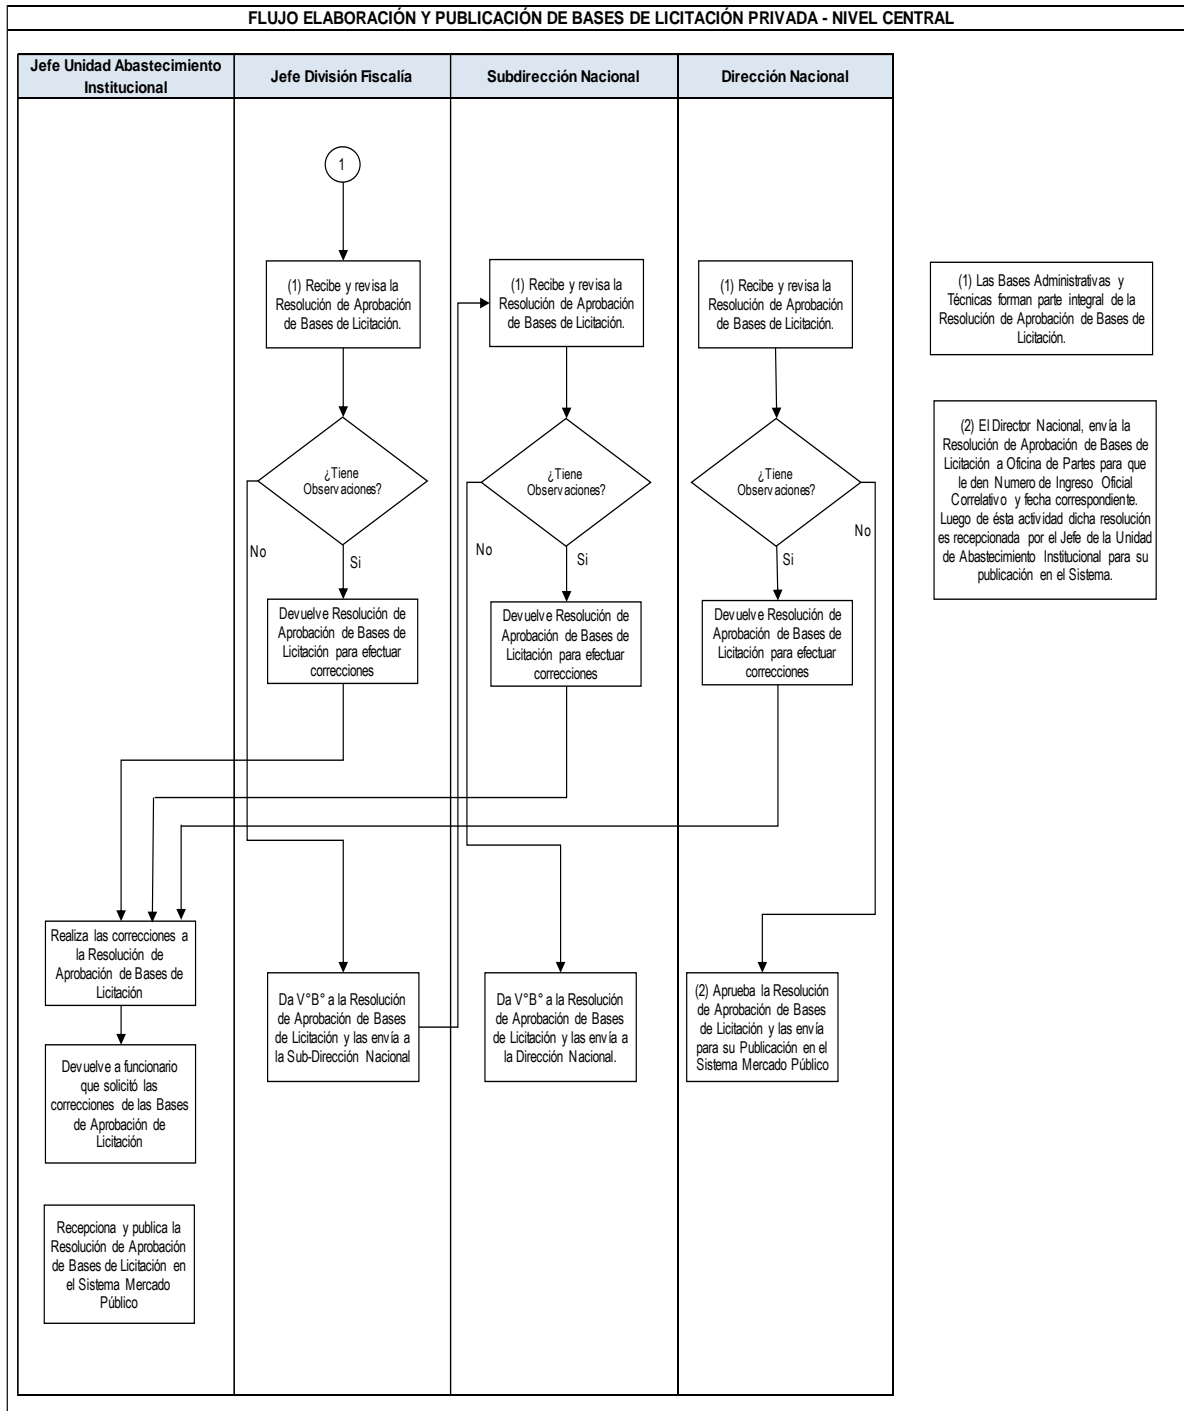 FLUJO ELABORACIÓN Y PUBLICACIÓN DE BASES DE LICITACIÓN PRIVADA - NIVEL CENTRAL
Jefe Unidad Abastecimiento
Institucional
Jefe División Fiscalía
Subdirección Nacional
Dirección Nacional
1
(1) Recibe y revisa la
Resolución de Aprobación
de Bases de Licitación.
(1) Recibe y revisa la
Resolución de Aprobación
de Bases de Licitación.
(1) Recibe y revisa la
Resolución de Aprobación
de Bases de Licitación.
(1) Las Bases Administrativas y
Técnicas forman parte integral de la
Resolución de Aprobación de Bases de
Licitación.
¿Tiene
Observaciones?
¿Tiene
Observaciones?
¿Tiene
Observaciones?
(2) El Director Nacional, envía la
Resolución de Aprobación de Bases de
Licitación a Oficina de Partes para que
le den Numero de Ingreso Oficial
Correlativo y fecha correspondiente.
Luego de ésta actividad dicha resolución
es recepcionada por el Jefe de la Unidad
de Abastecimiento Institucional para su
publicación en el Sistema.
No
Si
No
Si
No
Si
Devuelve Resolución de
Aprobación de Bases de
Licitación para efectuar
correcciones
Devuelve Resolución de
Aprobación de Bases de
Licitación para efectuar
correcciones
Devuelve Resolución de
Aprobación de Bases de
Licitación para efectuar
correcciones
Realiza las correcciones a
la Resolución de
Aprobación de Bases de
Licitación
Da V°B° a la Resolución
de Aprobación de Bases
de Licitación y las envía a
la Sub-Dirección Nacional
Da V°B° a la Resolución
de Aprobación de Bases
de Licitación y las envía a
la Dirección Nacional.
(2) Aprueba la Resolución
de Aprobación de Bases
de Licitación y las envía
para su Publicación en el
Sistema Mercado Público
Devuelve a funcionario
que solicitó las
correcciones de las Bases
de Aprobación de
Licitación
Recepciona y publica la
Resolución de Aprobación
de Bases de Licitación en
el Sistema Mercado
Público